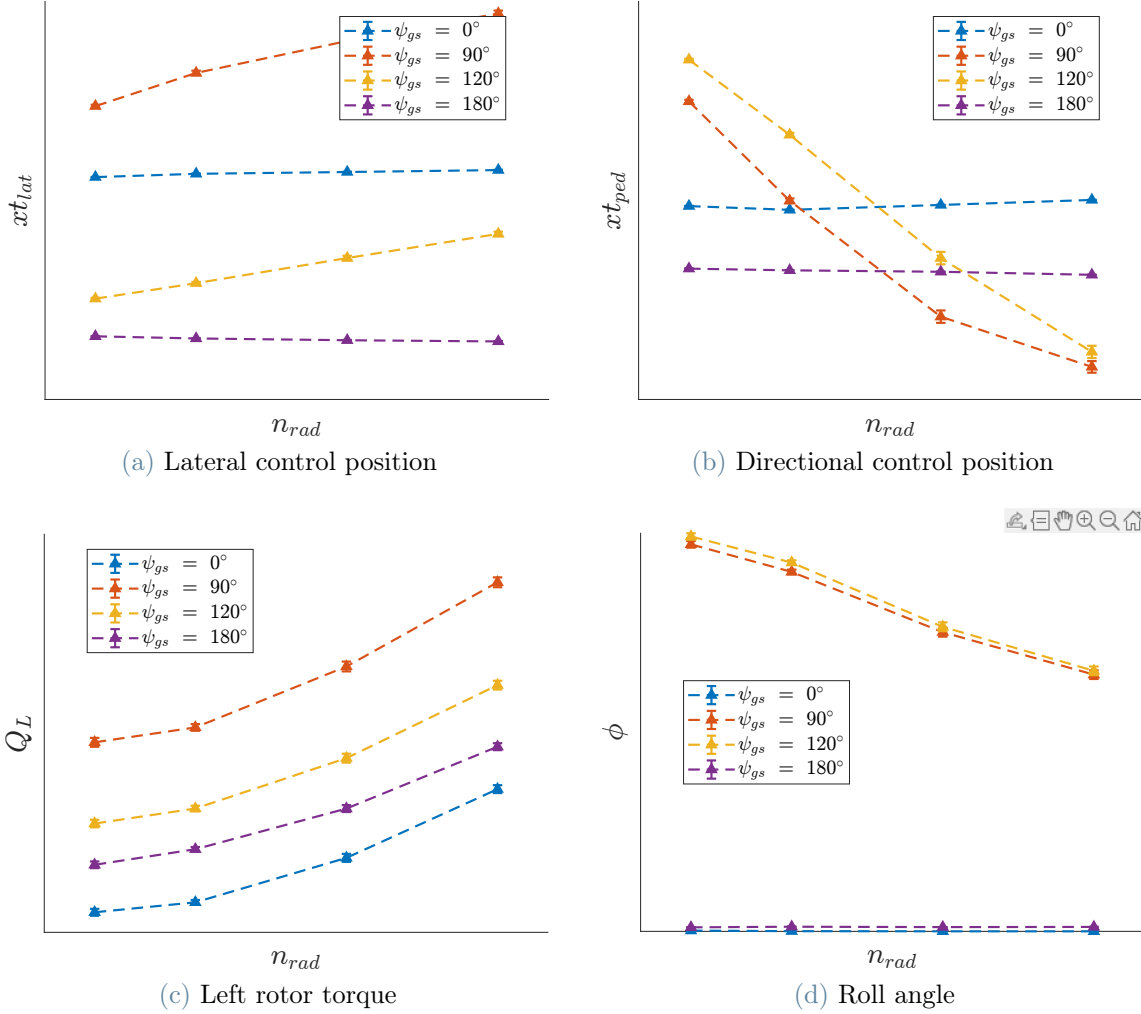 ψgs = 0°
ψgs = 90°
ψgs = 120°
ψgs = 180°
xtlat
nrad
(a) Lateral control position
ψgs = 0°
ψgs = 90°
ψgs = 120°
ψgs = 180°
xtped
nrad
(b) Directional control position
ψgs = 0°
ψgs = 90°
ψgs = 120°
ψgs = 180°
QL
nrad
(c) Left rotor torque
ψgs = 0°
ψgs = 90°
ψgs = 120°
ψgs = 180°
ϕ
nrad
(d) Roll angle